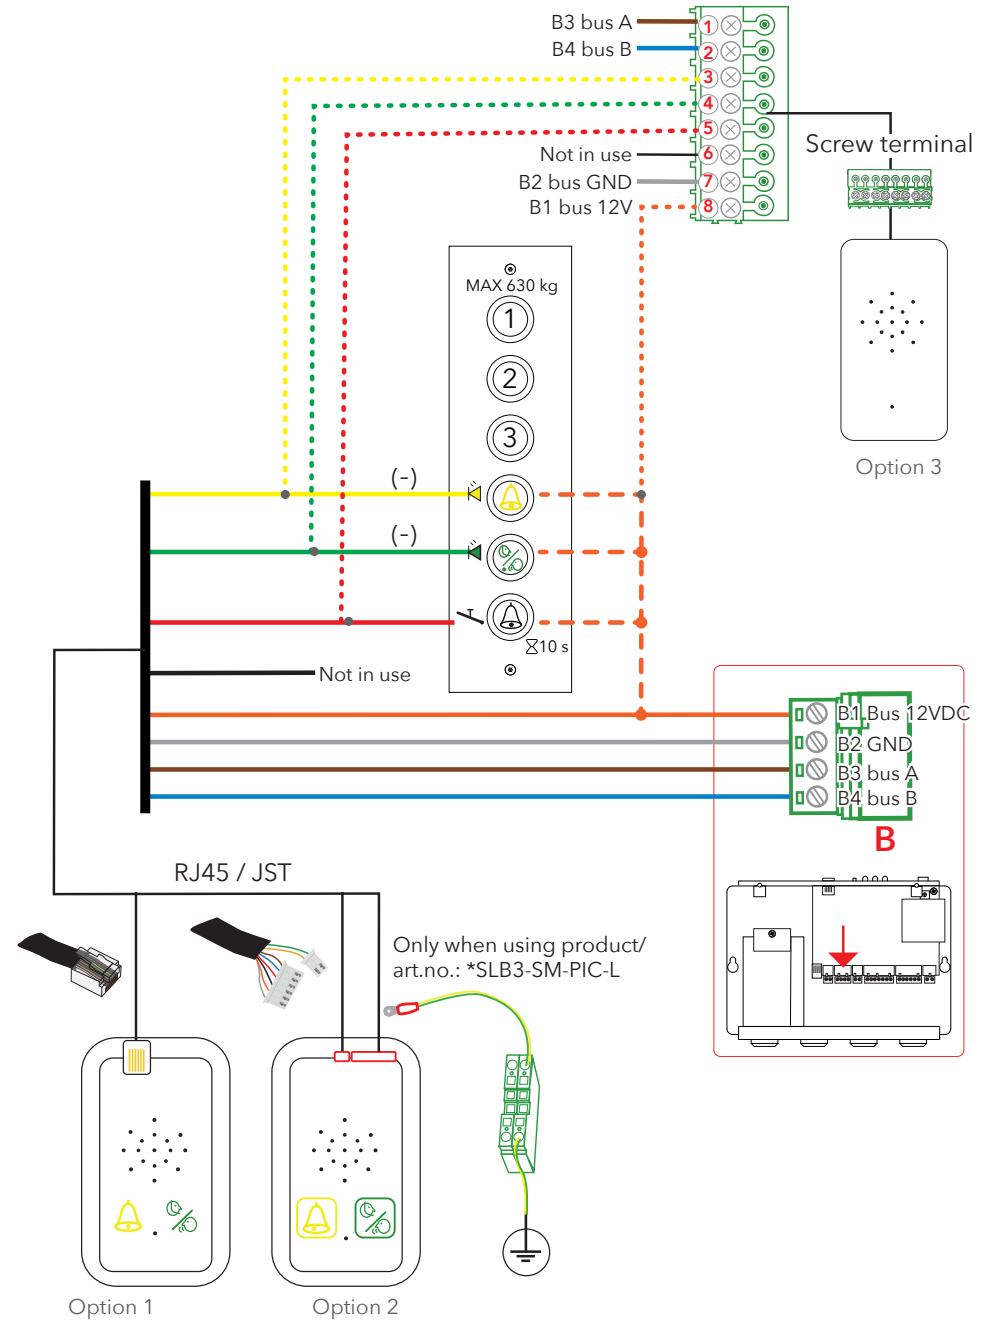 B3 bus A
B4 bus B
1
2
3
4
5
6
7
8
Not in use
B2 bus GND
B1 bus 12V
Screw terminal
Option 3
MAX 630 kg
1
2
3
(-)
(-)
10 s
Not in use
B1 Bus 12VDC
B2 GND
B3 bus A
B4 bus B
B
RJ45 / JST
Only when using product/
art.no.: *SLB3-SM-PIC-L
Option 1
Option 2